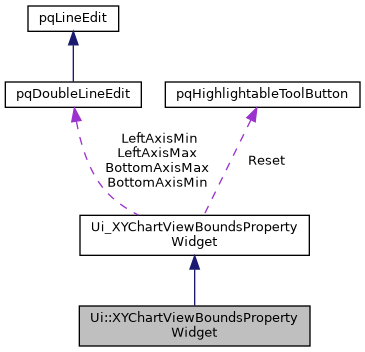 pqLineEdit
pqDoubleLineEdit
pqHighlightableToolButton
LeftAxisMin
LeftAxisMax
BottomAxisMax
BottomAxisMin
Reset
Ui_XYChartViewBoundsProperty
Widget
Ui::XYChartViewBoundsProperty
Widget